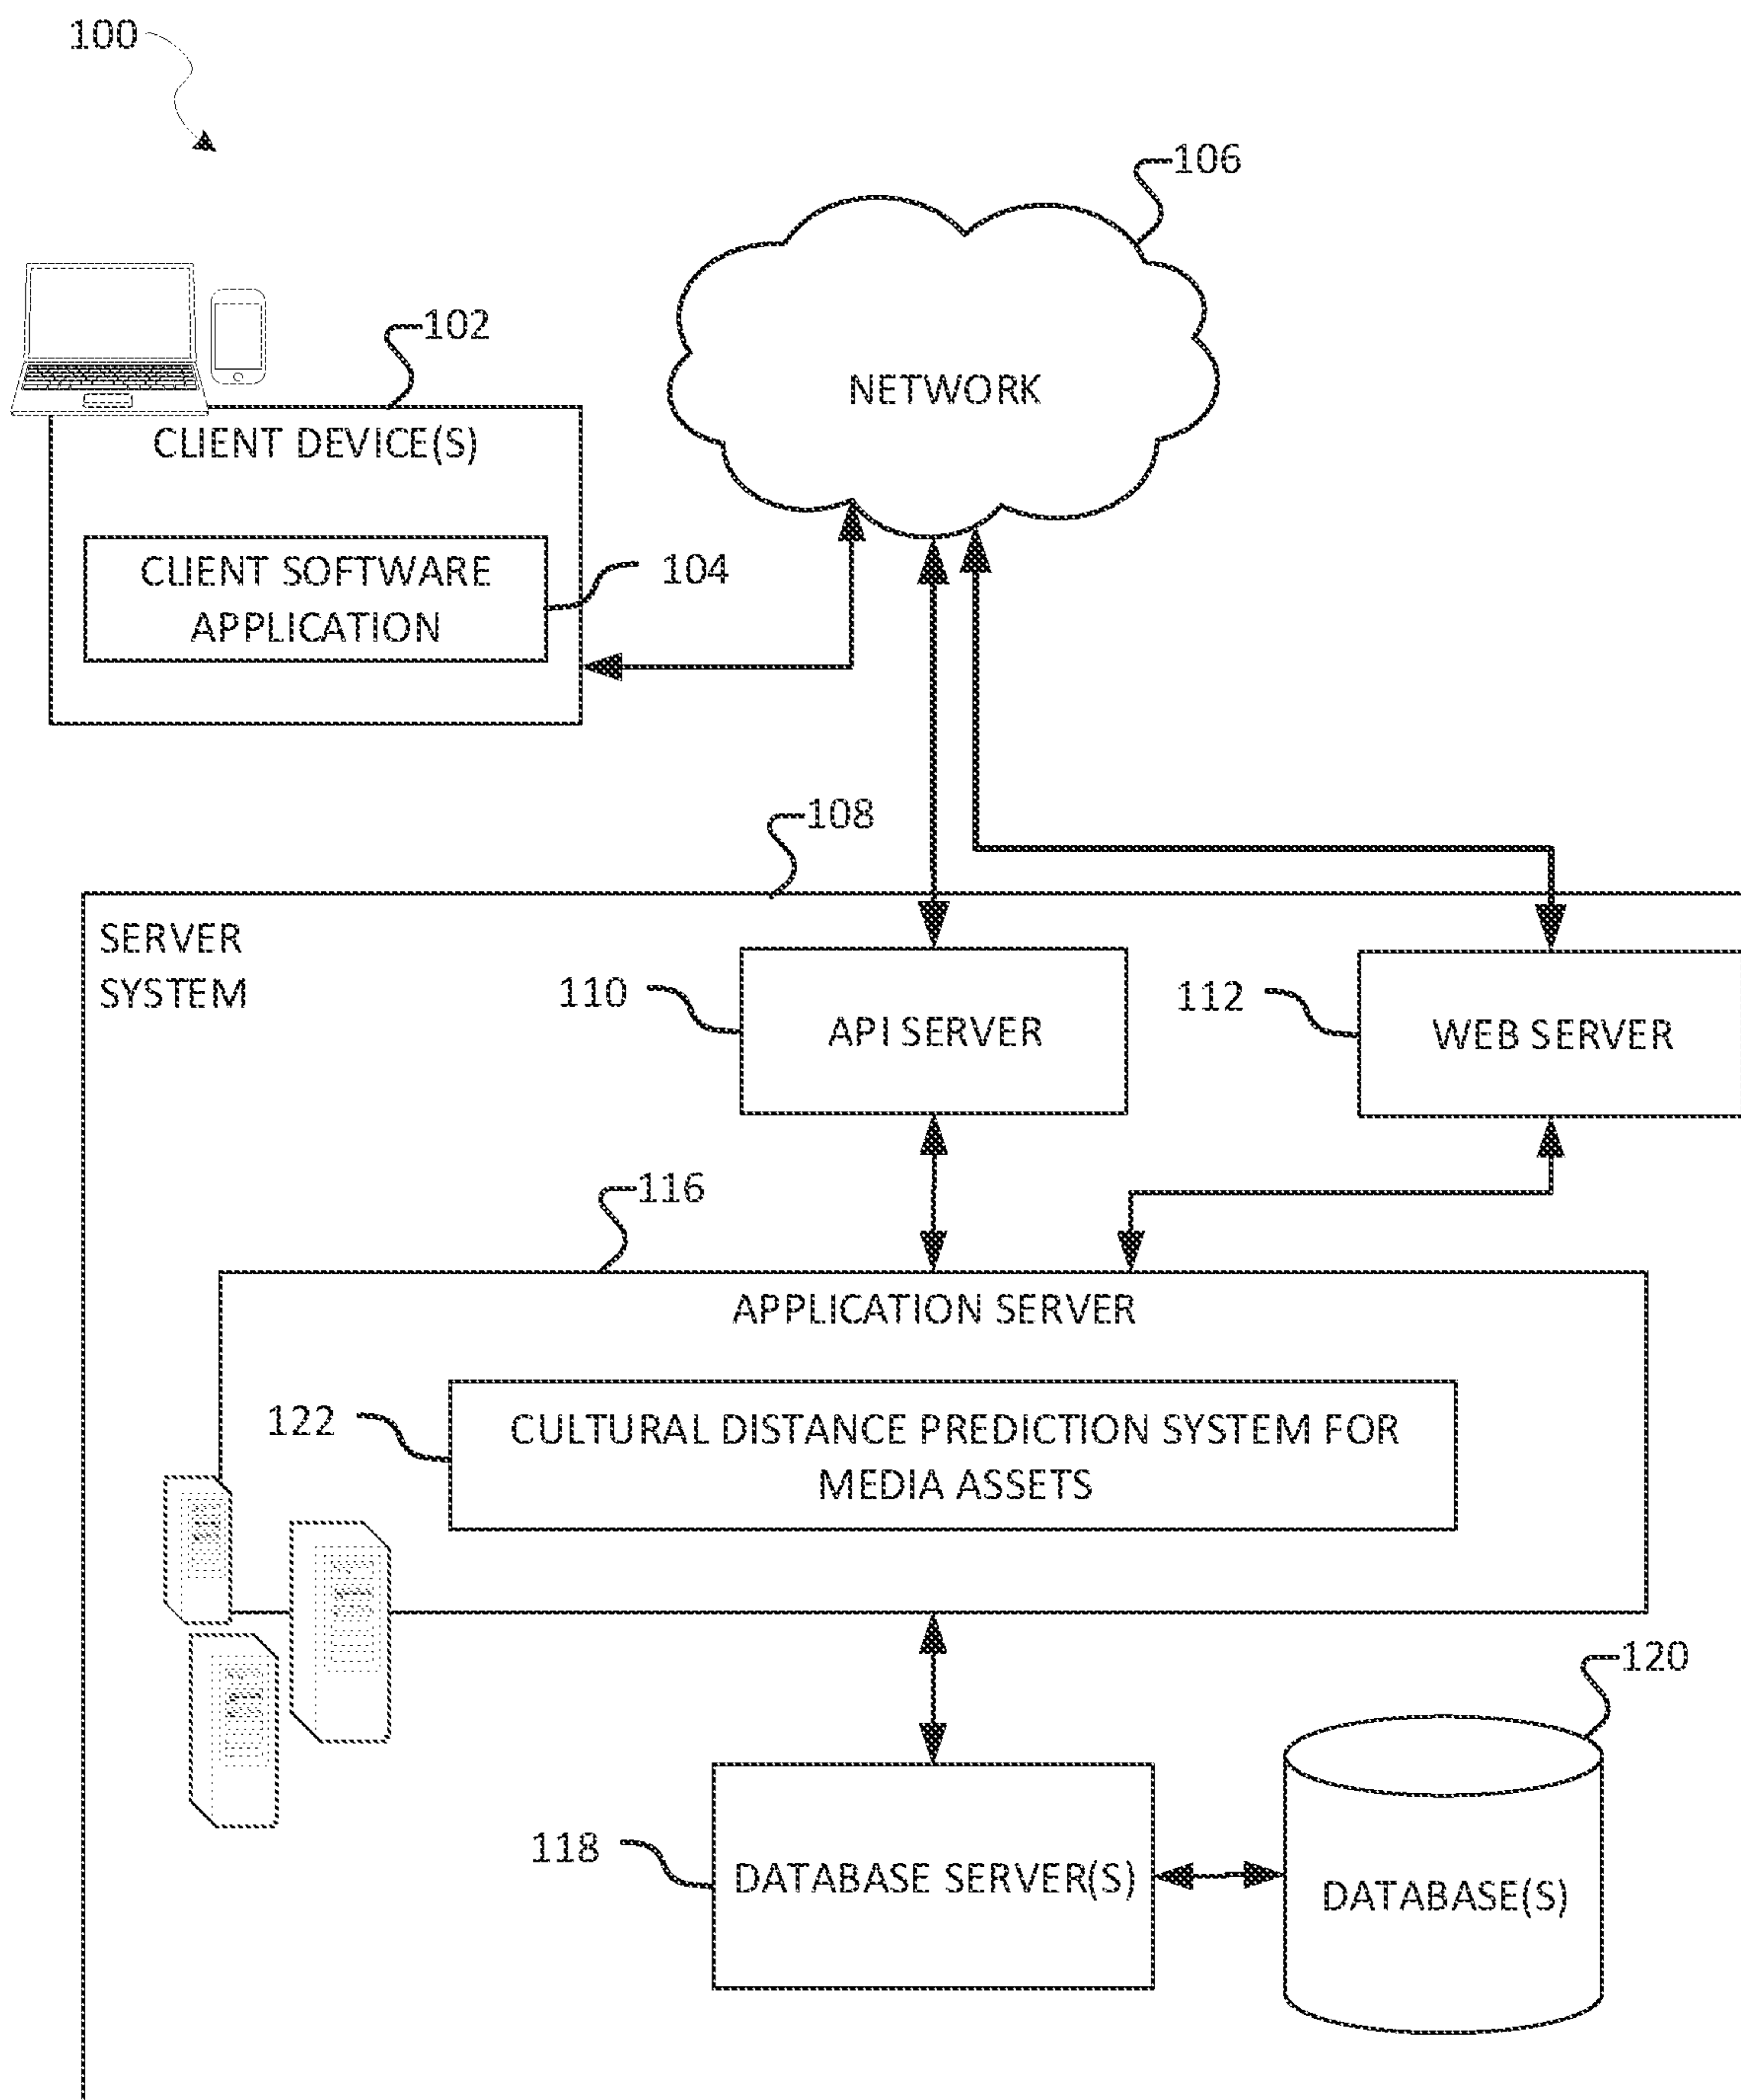 100
106
102
NETWORK
CLIENT DEVICE(S)
CLIENT SOFTWARE
APPLICATION
104
108
SERVER
SYSTEM
110
API SERVER
112
WEB SERVER
116
APPLICATION SERVER
122
CULTURAL DISTANCE PREDICTION SYSTEM FOR
MEDIA ASSETS
120
118
DATABASE SERVER(S)
DATABASE(S)